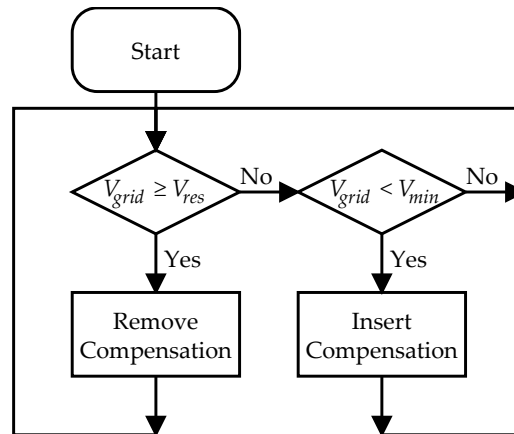 Start
V_grid ≥ V_res
No
V_grid < V_min
No
Yes
Yes
Remove
Compensation
Insert
Compensation